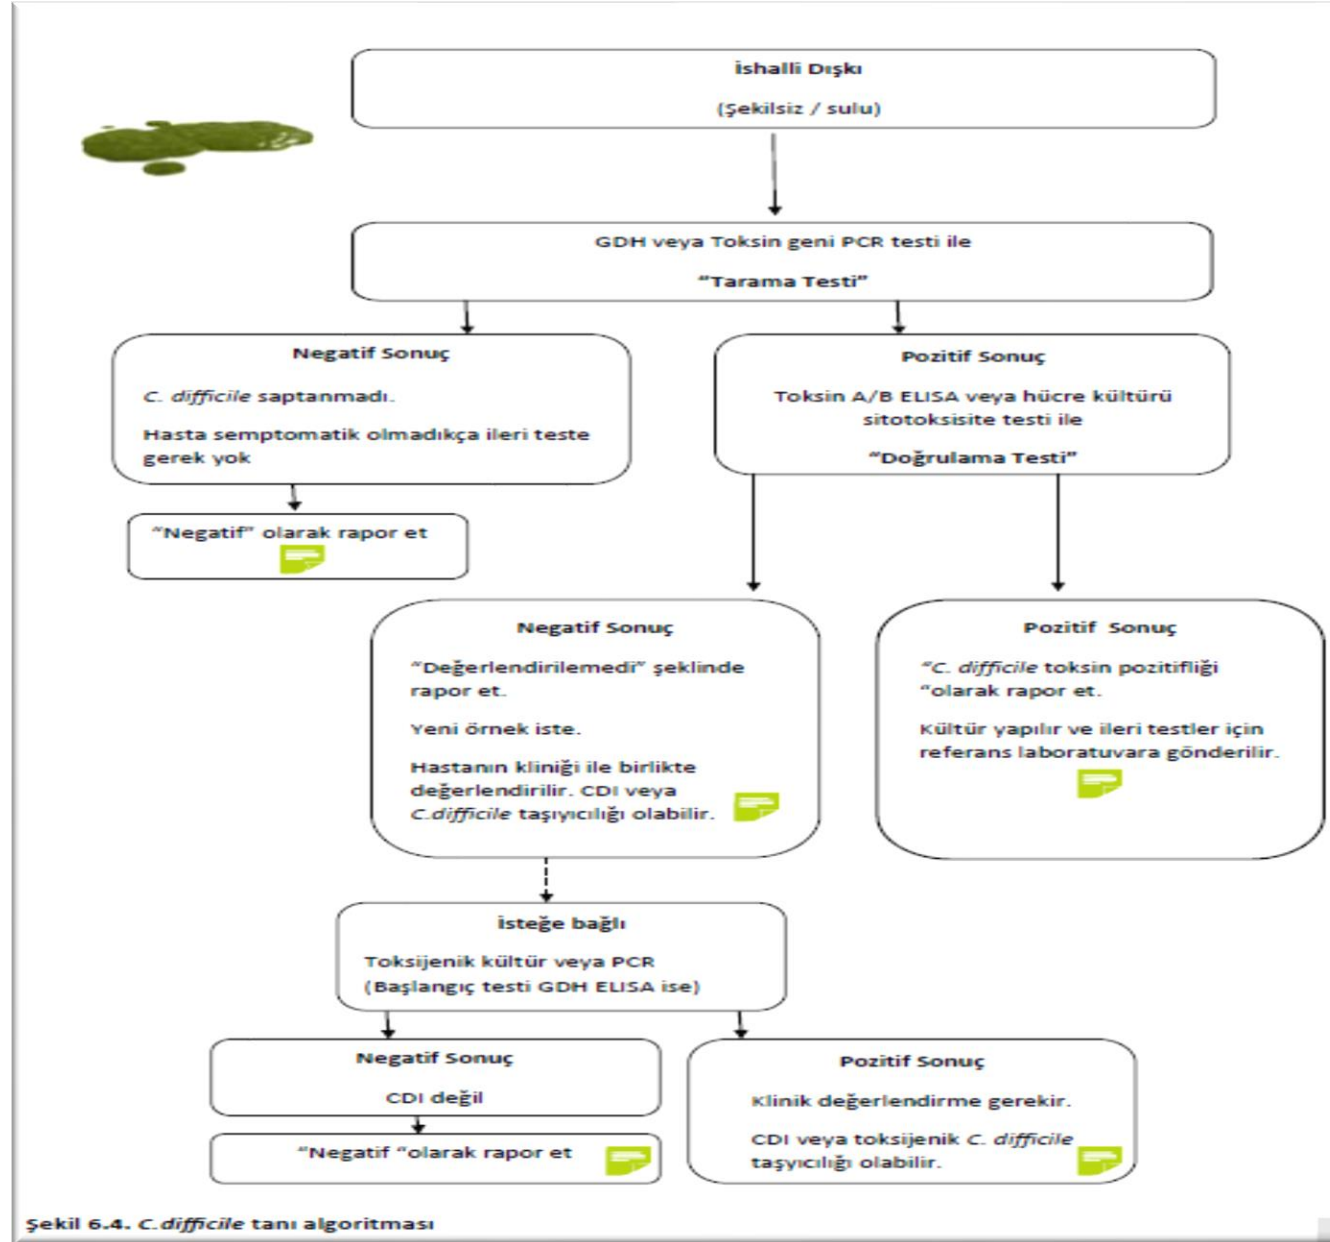 İshalli Dışkı
(Şekilsiz / sulu)
GDH veya Toksin geni PCR testi ile
“Tarama Testi”
Negatif Sonuç
C. difficile saptanmadı.
Hasta semptomatik olmadıkça ileri teste
gerek yok
“Negatif” olarak rapor et
Pozitif Sonuç
Toksin A/B ELISA veya hücre kültürü
sitotoksisite testi ile
“Doğrulama Testi”
Negatif Sonuç
“Değerlendirilemedi” şeklinde
rapor et.
Yeni örnek iste.
Hastanın kliniği ile birlikte
değerlendirilir. CDI veya
C.difficile taşıyıcılığı olabilir.
Pozitif Sonuç
“C. difficile toksin pozitifliği
“olarak rapor et.
Kültür yapılır ve ileri testler için
referans laboratuvara gönderilir.
İsteğe bağlı
Toksijenik kültür veya PCR
(Başlangıç testi GDH ELISA ise)
Negatif Sonuç
CDI değil
“Negatif “olarak rapor et
Pozitif Sonuç
Klinik değerlendirme gerekir.
CDI veya toksijenik C. difficile
taşyıcılığı olabilir.
Şekil 6.4. C.difficile tanı algoritması